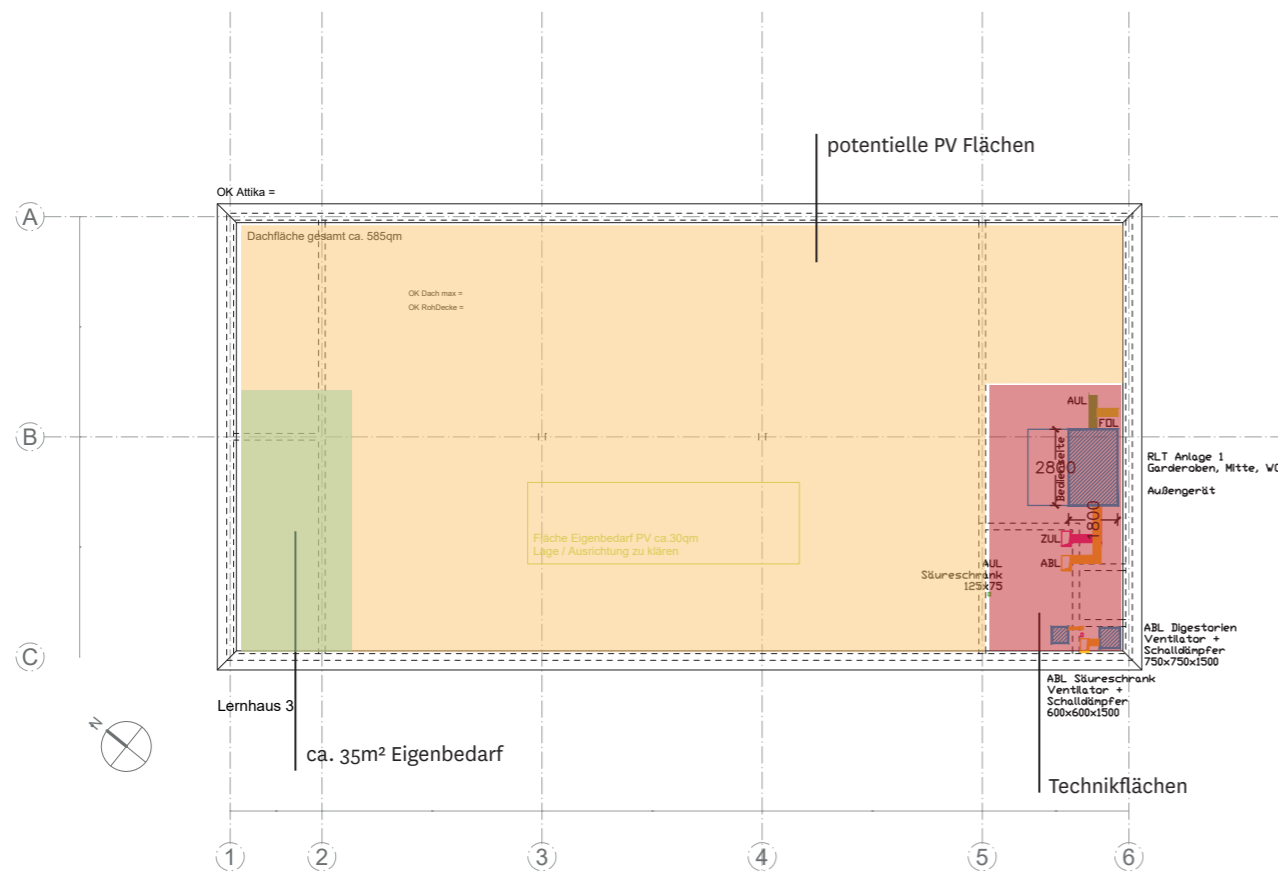 potentielle PV Flächen
OK Attika =
A
Dachfläche gesamt ca. 585qm
OK Dach max =
OK RohDecke =
AUL
FOL
B
2800
Bedienseite
RLT Anlage 1
Garderoben, Mitte, WC
Außengerät
1800
Fläche Eigenbedarf PV ca.30qm
Lage / Ausrichtung zu klären
ZUL
ABL
AUL
Säureschrank
125x75
C
ABL Digestorien
Ventilator +
Schalldämpfer
750x750x1500
ABL Säureschrank
Ventilator +
Schalldämpfer
600x600x1500
Lernhaus 3
N
ca. 35m² Eigenbedarf
Technikflächen
1
2
3
4
5
6